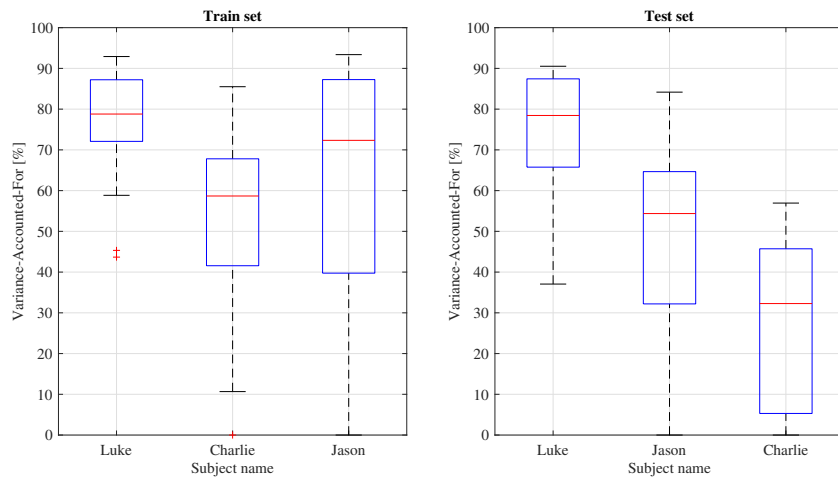 Train set
Variance-Accounted-For [%]
100
90
80
70
60
50
40
30
20
10
0
Luke Charlie Jason
Subject name
Test set
Variance-Accounted-For [%]
100
90
80
70
60
50
40
30
20
10
0
Luke Jason Charlie
Subject name